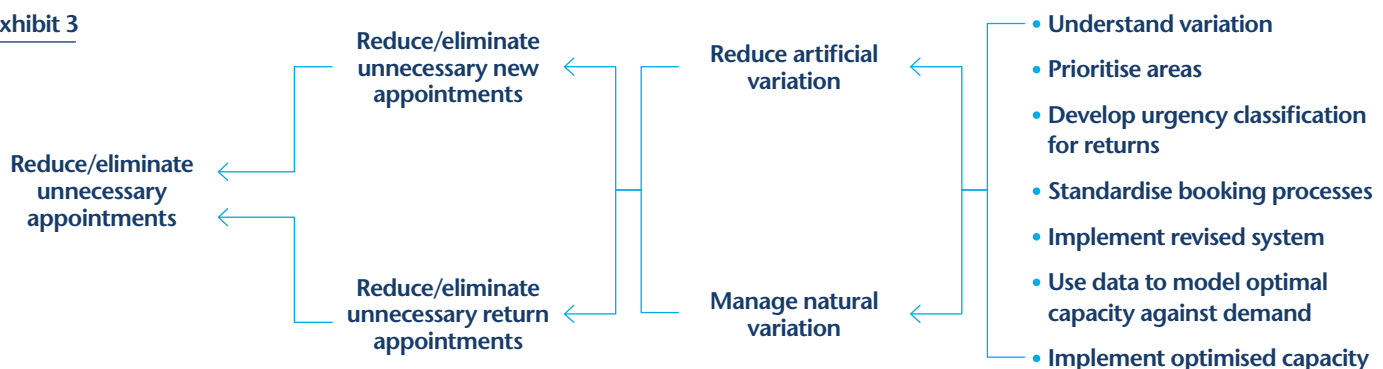 xhibit 3
Reduce/eliminate
unnecessary
appointments
Reduce/eliminate
unnecessary new
appointments
Reduce/eliminate
unnecessary return
appointments
Reduce artificial
variation
Manage natural
variation
• Understand variation
• Prioritise areas
• Develop urgency classification
for returns
• Standardise booking processes
• Implement revised system
• Use data to model optimal
capacity against demand
• Implement optimised capacity